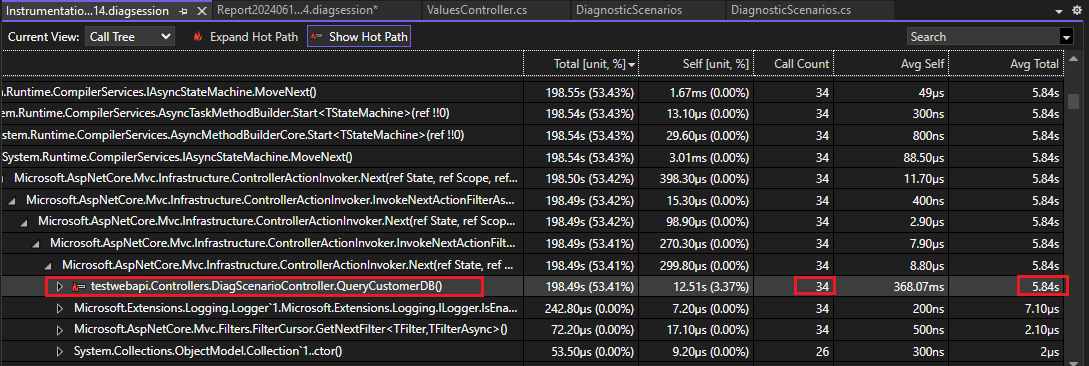 Instrumentatio...14.diagsession Report2024061...4.diagsession* ValuesController.cs DiagnosticScenarios DiagnosticScenarios.cs
Current View: Call Tree Expand Hot Path Show Hot Path Search
Total [unit, %] Self [unit, %] Call Count Avg Self Avg Total
m.Runtime.CompilerServices.IAsyncStateMachine.MoveNext() 198.55s (53.43%) 1.67ms (0.00%) 34 49µs 5.84s
ystem.Runtime.CompilerServices.AsyncTaskMethodBuilder.Start<TStateMachine>(ref !!0) 198.54s (53.43%) 13.10µs (0.00%) 34 300ns 5.84s
System.Runtime.CompilerServices.AsyncMethodBuilderCore.Start<TStateMachine>(ref !!0) 198.54s (53.43%) 29.60µs (0.00%) 34 800ns 5.84s
System.Runtime.CompilerServices.IAsyncStateMachine.MoveNext() 198.54s (53.43%) 3.01ms (0.00%) 34 88.50µs 5.84s
Microsoft.AspNetCore.Mvc.Infrastructure.ControllerActionInvoker.Next(ref State, ref Scope, ref... 198.50s (53.42%) 398.30µs (0.00%) 34 11.70µs 5.84s
Microsoft.AspNetCore.Mvc.Infrastructure.ControllerActionInvoker.InvokeNextActionFilterAs... 198.49s (53.42%) 15.30µs (0.00%) 34 400ns 5.84s
Microsoft.AspNetCore.Mvc.Infrastructure.ControllerActionInvoker.Next(ref State, ref Scop... 198.49s (53.41%) 98.90µs (0.00%) 34 2.90µs 5.84s
Microsoft.AspNetCore.Mvc.Infrastructure.ControllerActionInvoker.InvokeNextActionFilt... 198.49s (53.41%) 270.30µs (0.00%) 34 7.90µs 5.84s
Microsoft.AspNetCore.Mvc.Infrastructure.ControllerActionInvoker.Next(ref State, ref ... 198.49s (53.41%) 299.80µs (0.00%) 34 8.80µs 5.84s
testwebapi.Controllers.DiagScenarioController.QueryCustomerDB() 198.49s (53.41%) 12.51s (3.37%) 34 368.07ms 5.84s
Microsoft.Extensions.Logging.Logger`1.Microsoft.Extensions.Logging.ILogger.IsEna... 242.80µs (0.00%) 7.20µs (0.00%) 34 200ns 7.10µs
Microsoft.AspNetCore.Mvc.Filters.FilterCursor.GetNextFilter<TFilter,TFilterAsync>() 72.20µs (0.00%) 17.10µs (0.00%) 34 500ns 2.10µs
System.Collections.ObjectModel.Collection`1..ctor() 53.50µs (0.00%) 9.20µs (0.00%) 26 300ns 2µs